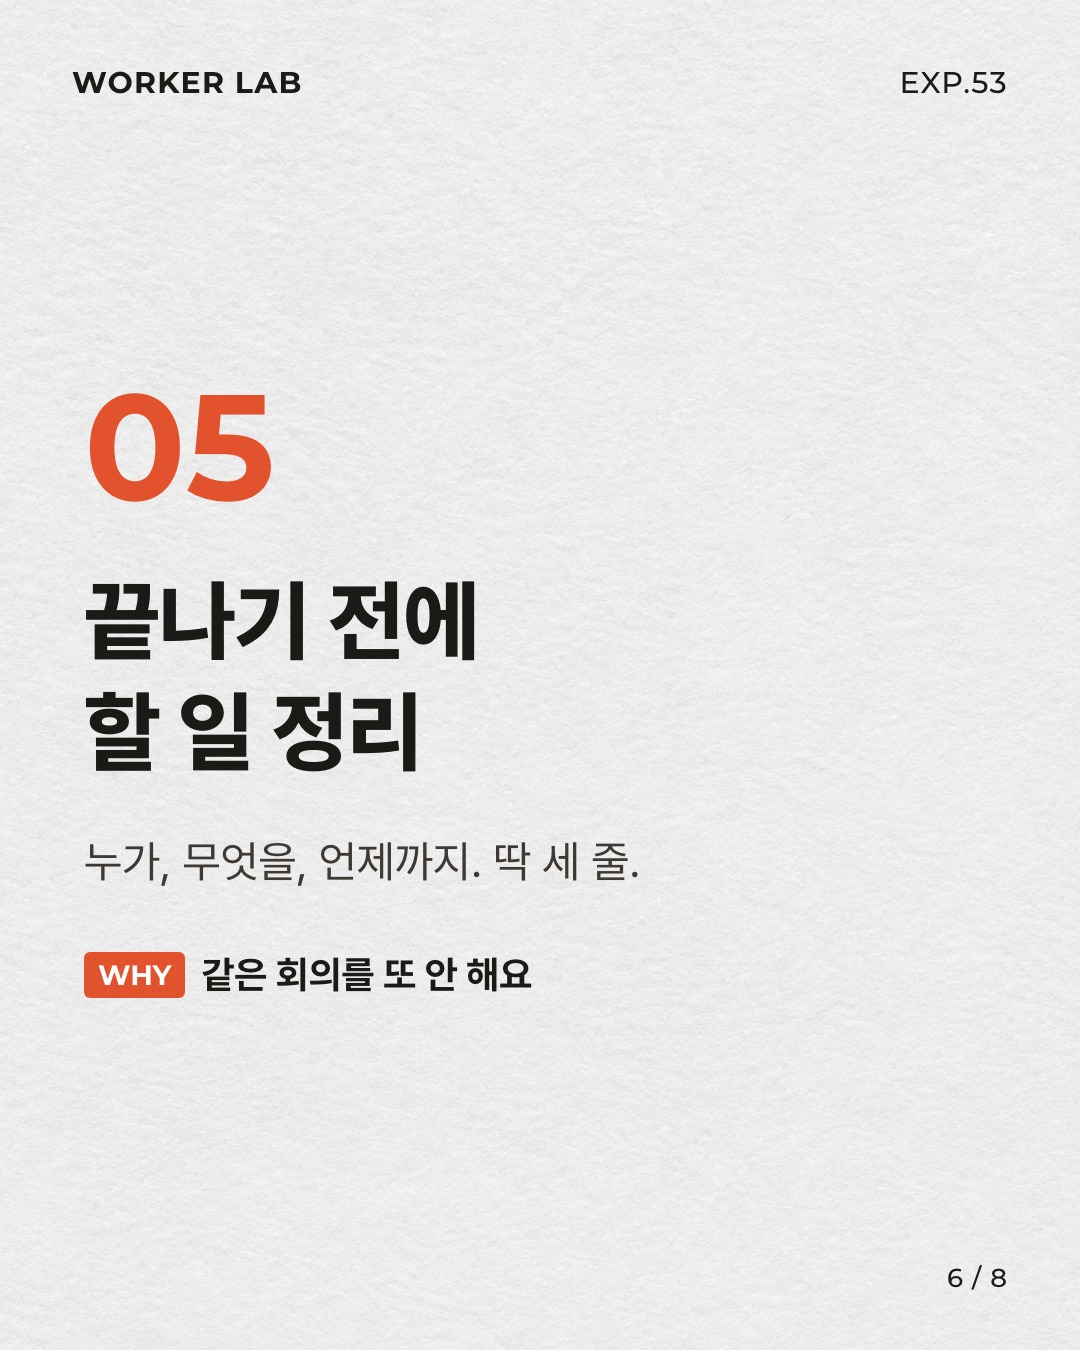 WORKER LAB
EXP.53
05
끝나기 전에
할 일 정리
누가, 무엇을, 언제까지. 딱 세 줄.
WHY 같은 회의를 또 안 해요
6 / 8